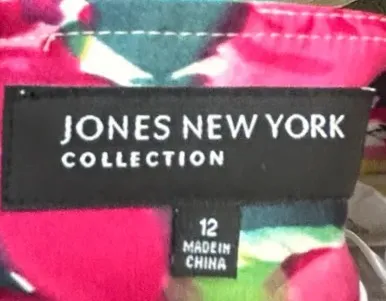 JONES NEW YORK
COLLECTION
12
MADE IN
CHINA